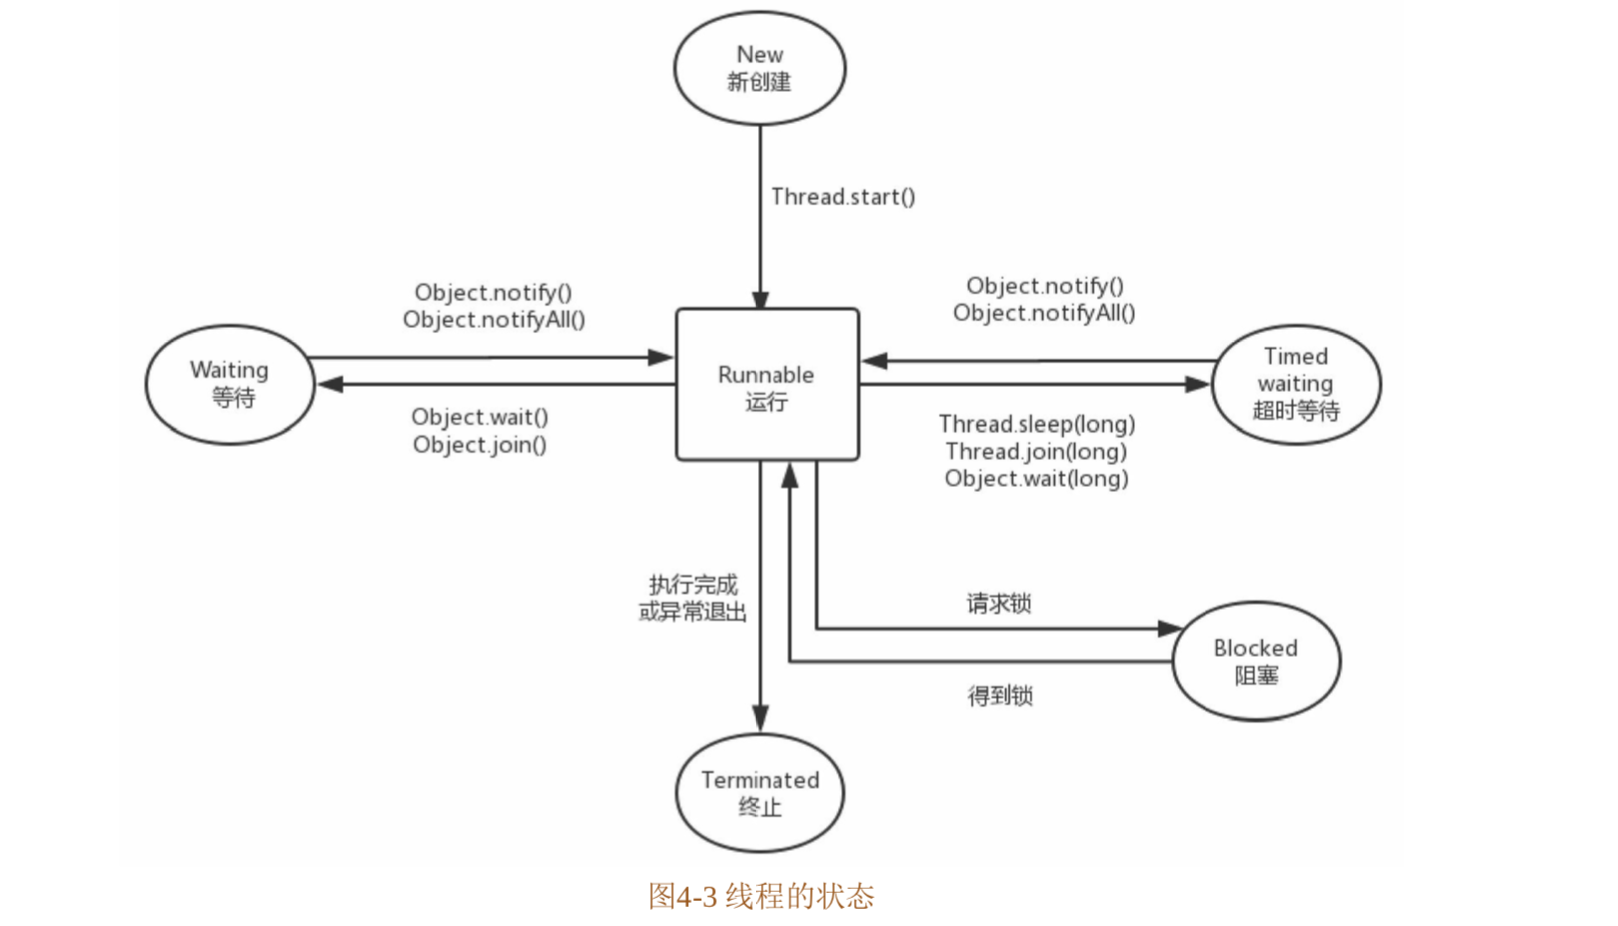 New
新创建
Thread.start()
Object.notify()
Object.notifyAll()
Object.notify()
Object.notifyAll()
Waiting
等待
Runnable
运行
Timed
waiting
超时等待
Object.wait()
Object.join()
Thread.sleep(long)
Thread.join(long)
Object.wait(long)
执行完成
或异常退出
请求锁
Blocked
阻塞
得到锁
Terminated
终止
图4-3 线程的状态